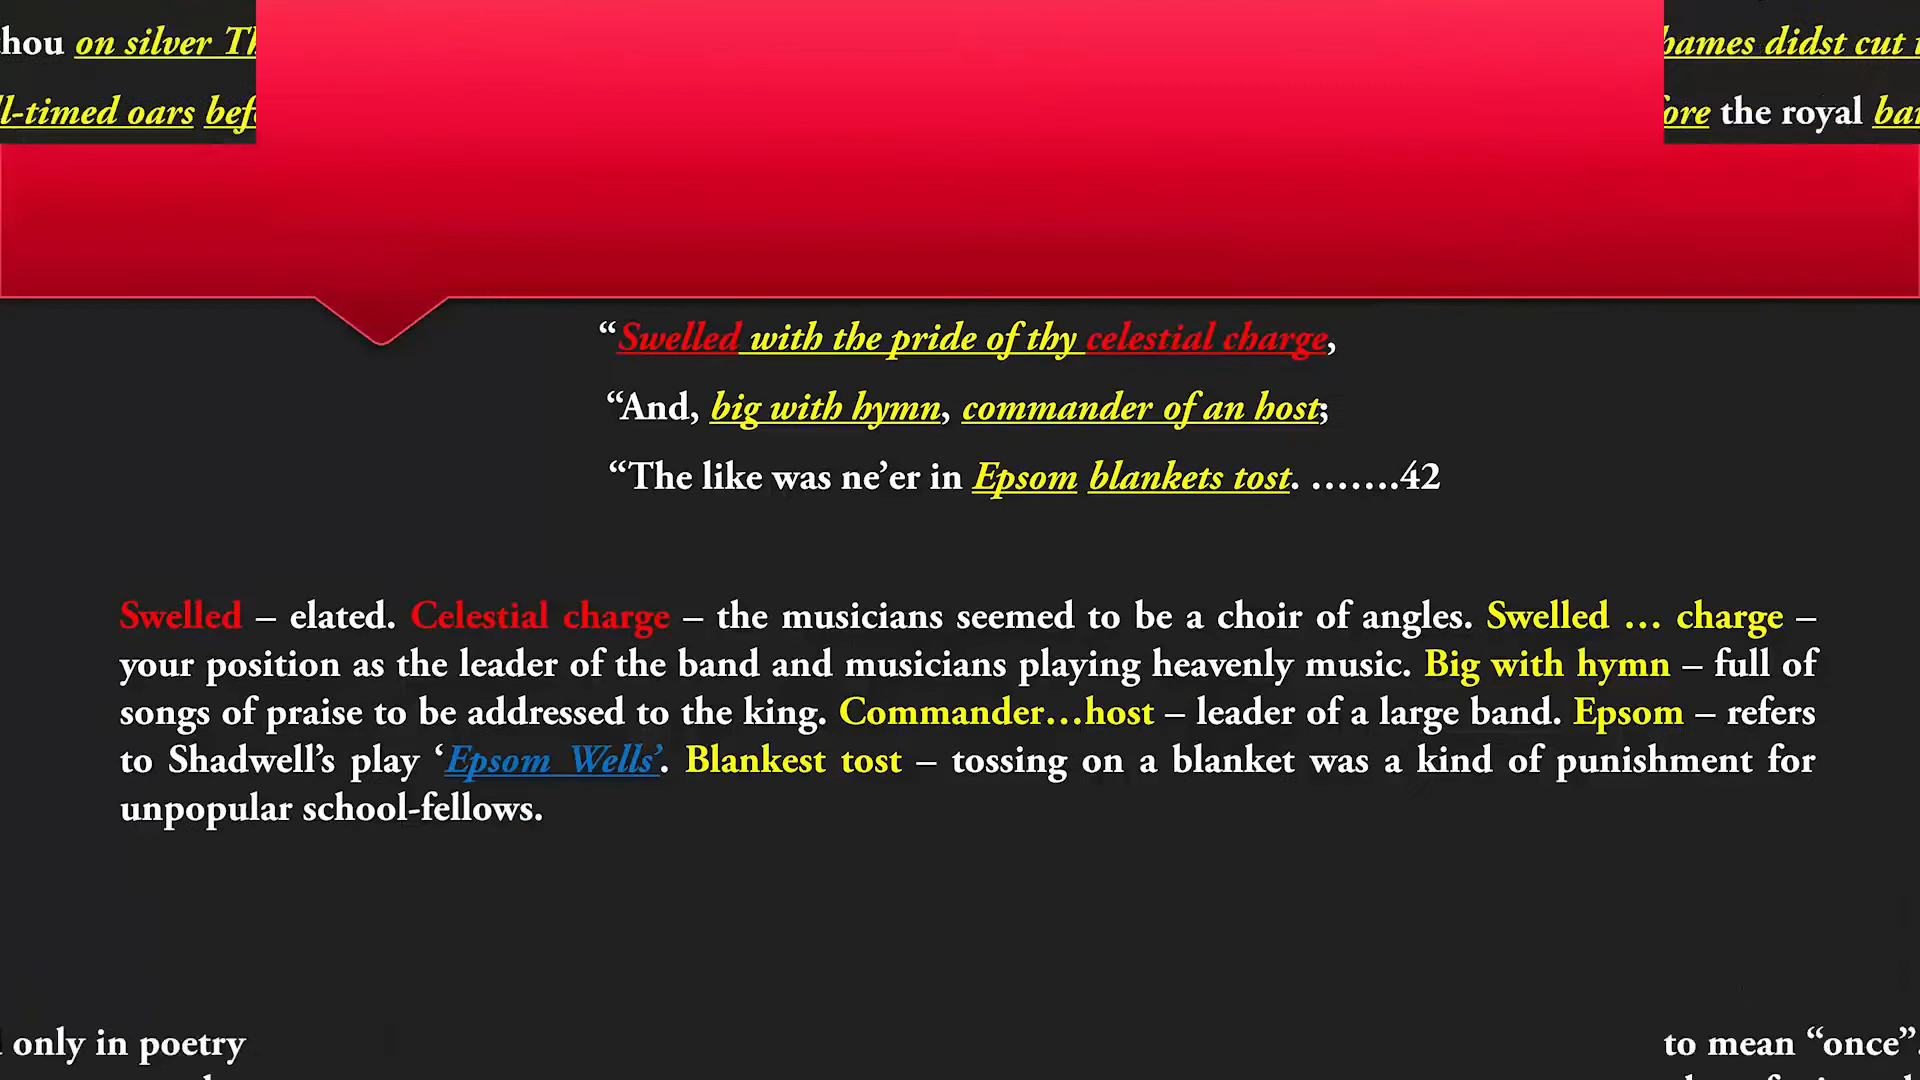 hou on silver Th
hames didst cut
l-timed oars bef
ore the royal
“Swelled with the pride of thy celestial charge,
“And, big with hymn, commander of an host;
“The like was ne’er in Epsom blankets tost. .......42
Swelled – elated. Celestial charge – the musicians seemed to be a choir of angles. Swelled ... charge –
your position as the leader of the band and musicians playing heavenly music. Big with hymn – full of
songs of praise to be addressed to the king. Commander...host – leader of a large band. Epsom – refers
to Shadwell’s play ‘Epsom Wells’. Blankest tost – tossing on a blanket was a kind of punishment for
unpopular school-fellows.
only in poetry
to mean “once”.